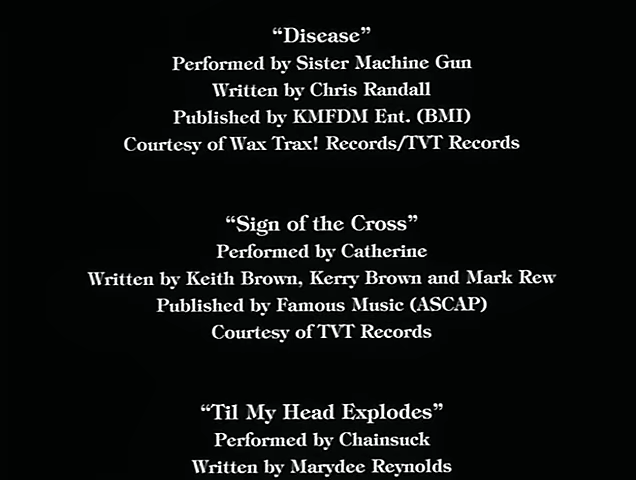 “Disease”
Performed by Sister Machine Gun
Written by Chris Randall
Published by KMFDM Ent. (BMI)
Courtesy of Wax Trax! Records/TVT Records
“Sign of the Cross”
Performed by Catherine
Written by Keith Brown, Kerry Brown and Mark Rew
Published by Famous Music (ASCAP)
Courtesy of TVT Records
“Til My Head Explodes”
Performed by Chainsuck
Written by Marydee Reynolds